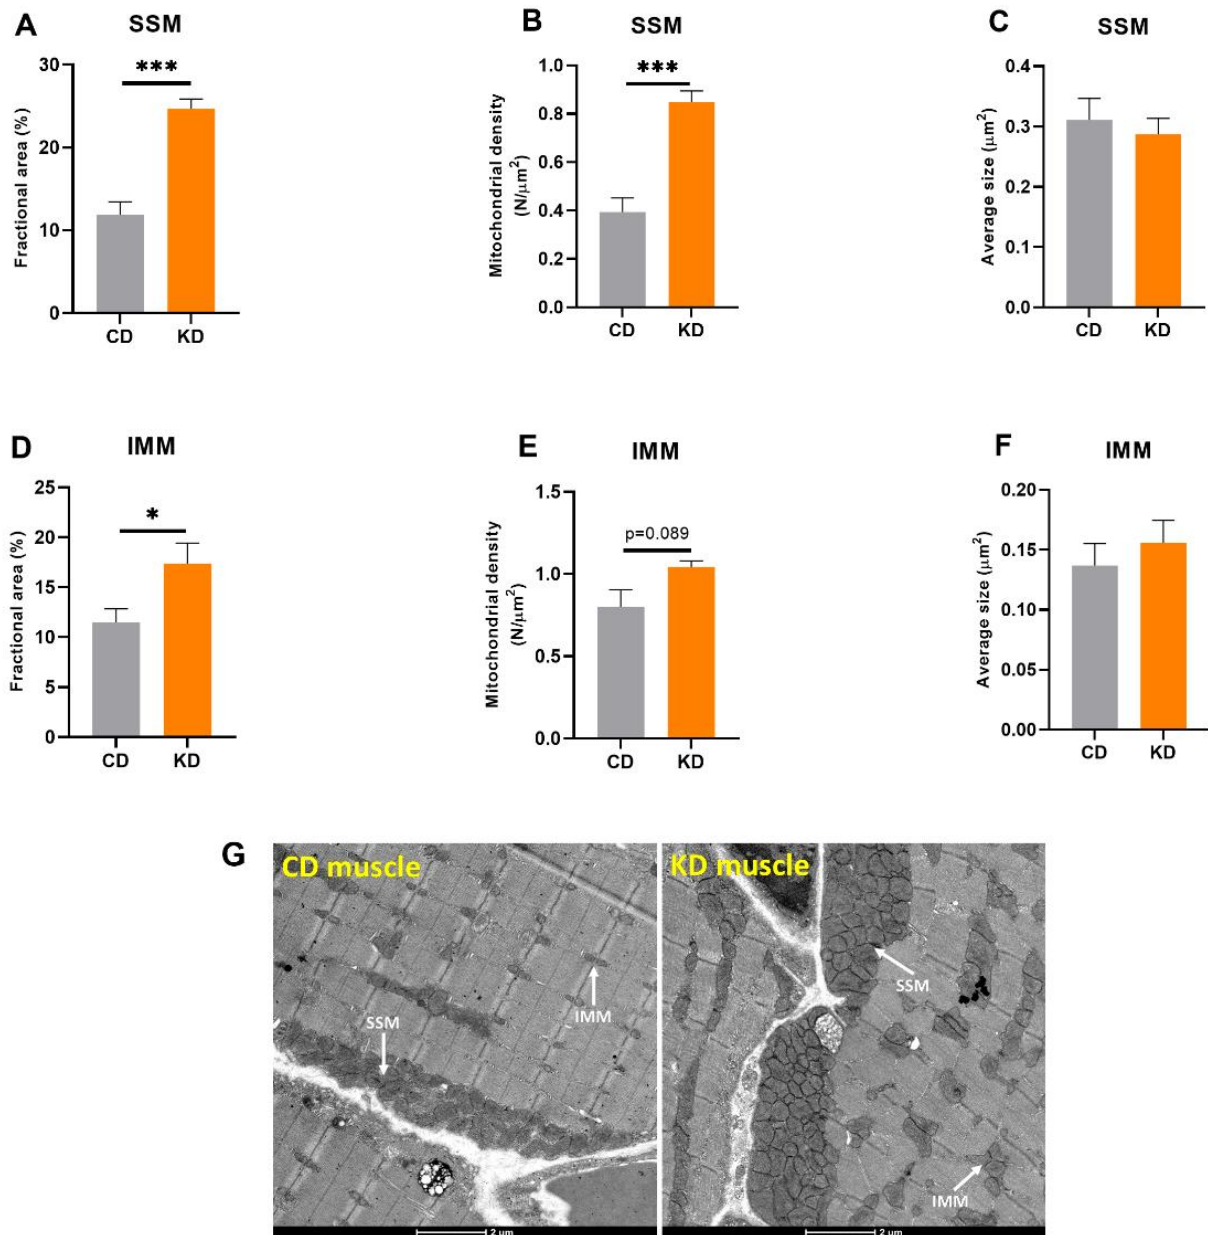 A
SSM
Fractional area (%)
30
20
10
0
***
CD
KD
B
SSM
Mitochondrial density
(N/μm²)
1.0
0.8
0.6
0.4
0.2
0.0
***
CD
KD
C
SSM
Average size (μm²)
0.4
0.3
0.2
0.1
0.0
CD
KD
D
IMM
Fractional area (%)
25
20
15
10
5
0
*
CD
KD
E
IMM
Mitochondrial density
(N/μm²)
1.5
1.0
0.5
0.0
p=0.089
CD
KD
F
IMM
Average size (μm²)
0.20
0.15
0.10
0.05
0.00
CD
KD
G
CD muscle
IMM
SSM
2 μm
KD muscle
SSM
IMM
2 μm